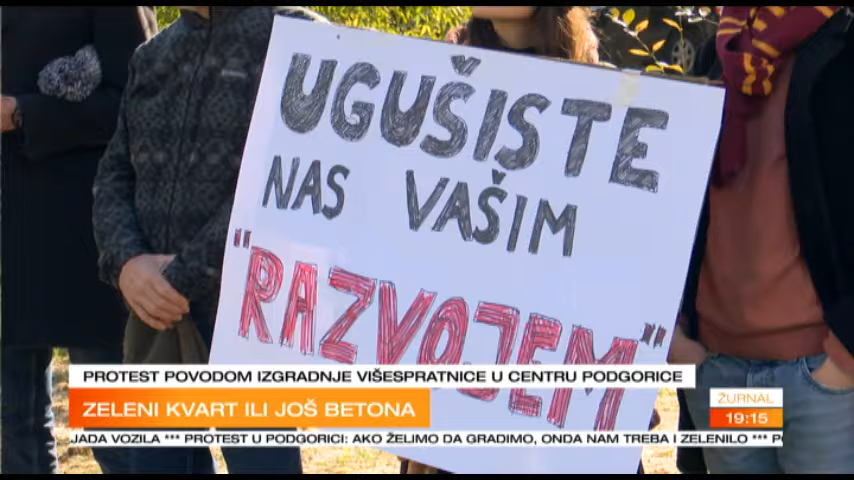 UGUŠISTE
NAS VAŠIM
"RAZVOJEM"
PROTEST POVODOM IZGRADNJE VIŠESPRATNICE U CENTRU PODGORICE
ZELENI KVART ILI JOŠ BETONA
ŽURNAL
19:15
JADA VOZILA *** PROTEST U PODGORICI: AKO ŽELIMO DA GRADIMO, ONDA NAM TREBA I ZELENILO ***